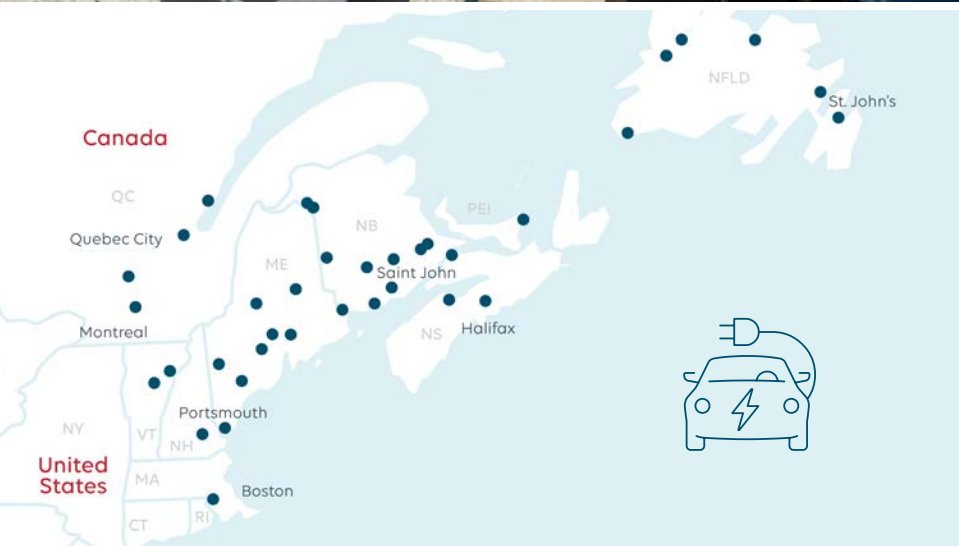 NFLD
St. John's
Canada
QC
PEI
NB
Quebec City
ME
Saint John
Montreal
NS
Halifax
Portsmouth
NY
VT
NH
United
States
MA
Boston
RI
CT